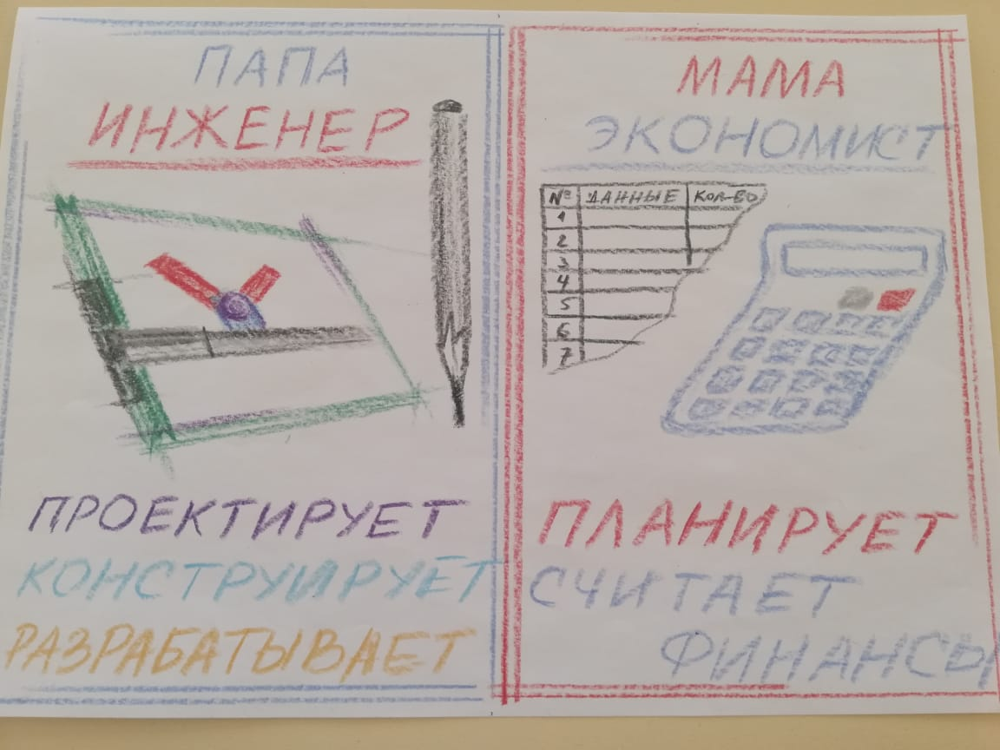 ПАПА
ИНЖЕНЕР
ПРОЕКТИРУЕТ
КОНСТРУИРУЕТ
РАЗРАБАТЫВАЕТ
МАМА
ЭКОНОМИСТ
№ ДАННЫЕ КОЛ-ВО
1
2
3
4
5
6
7
ПЛАНИРУЕТ
СЧИТАЕТ
ФИНАНСЫ